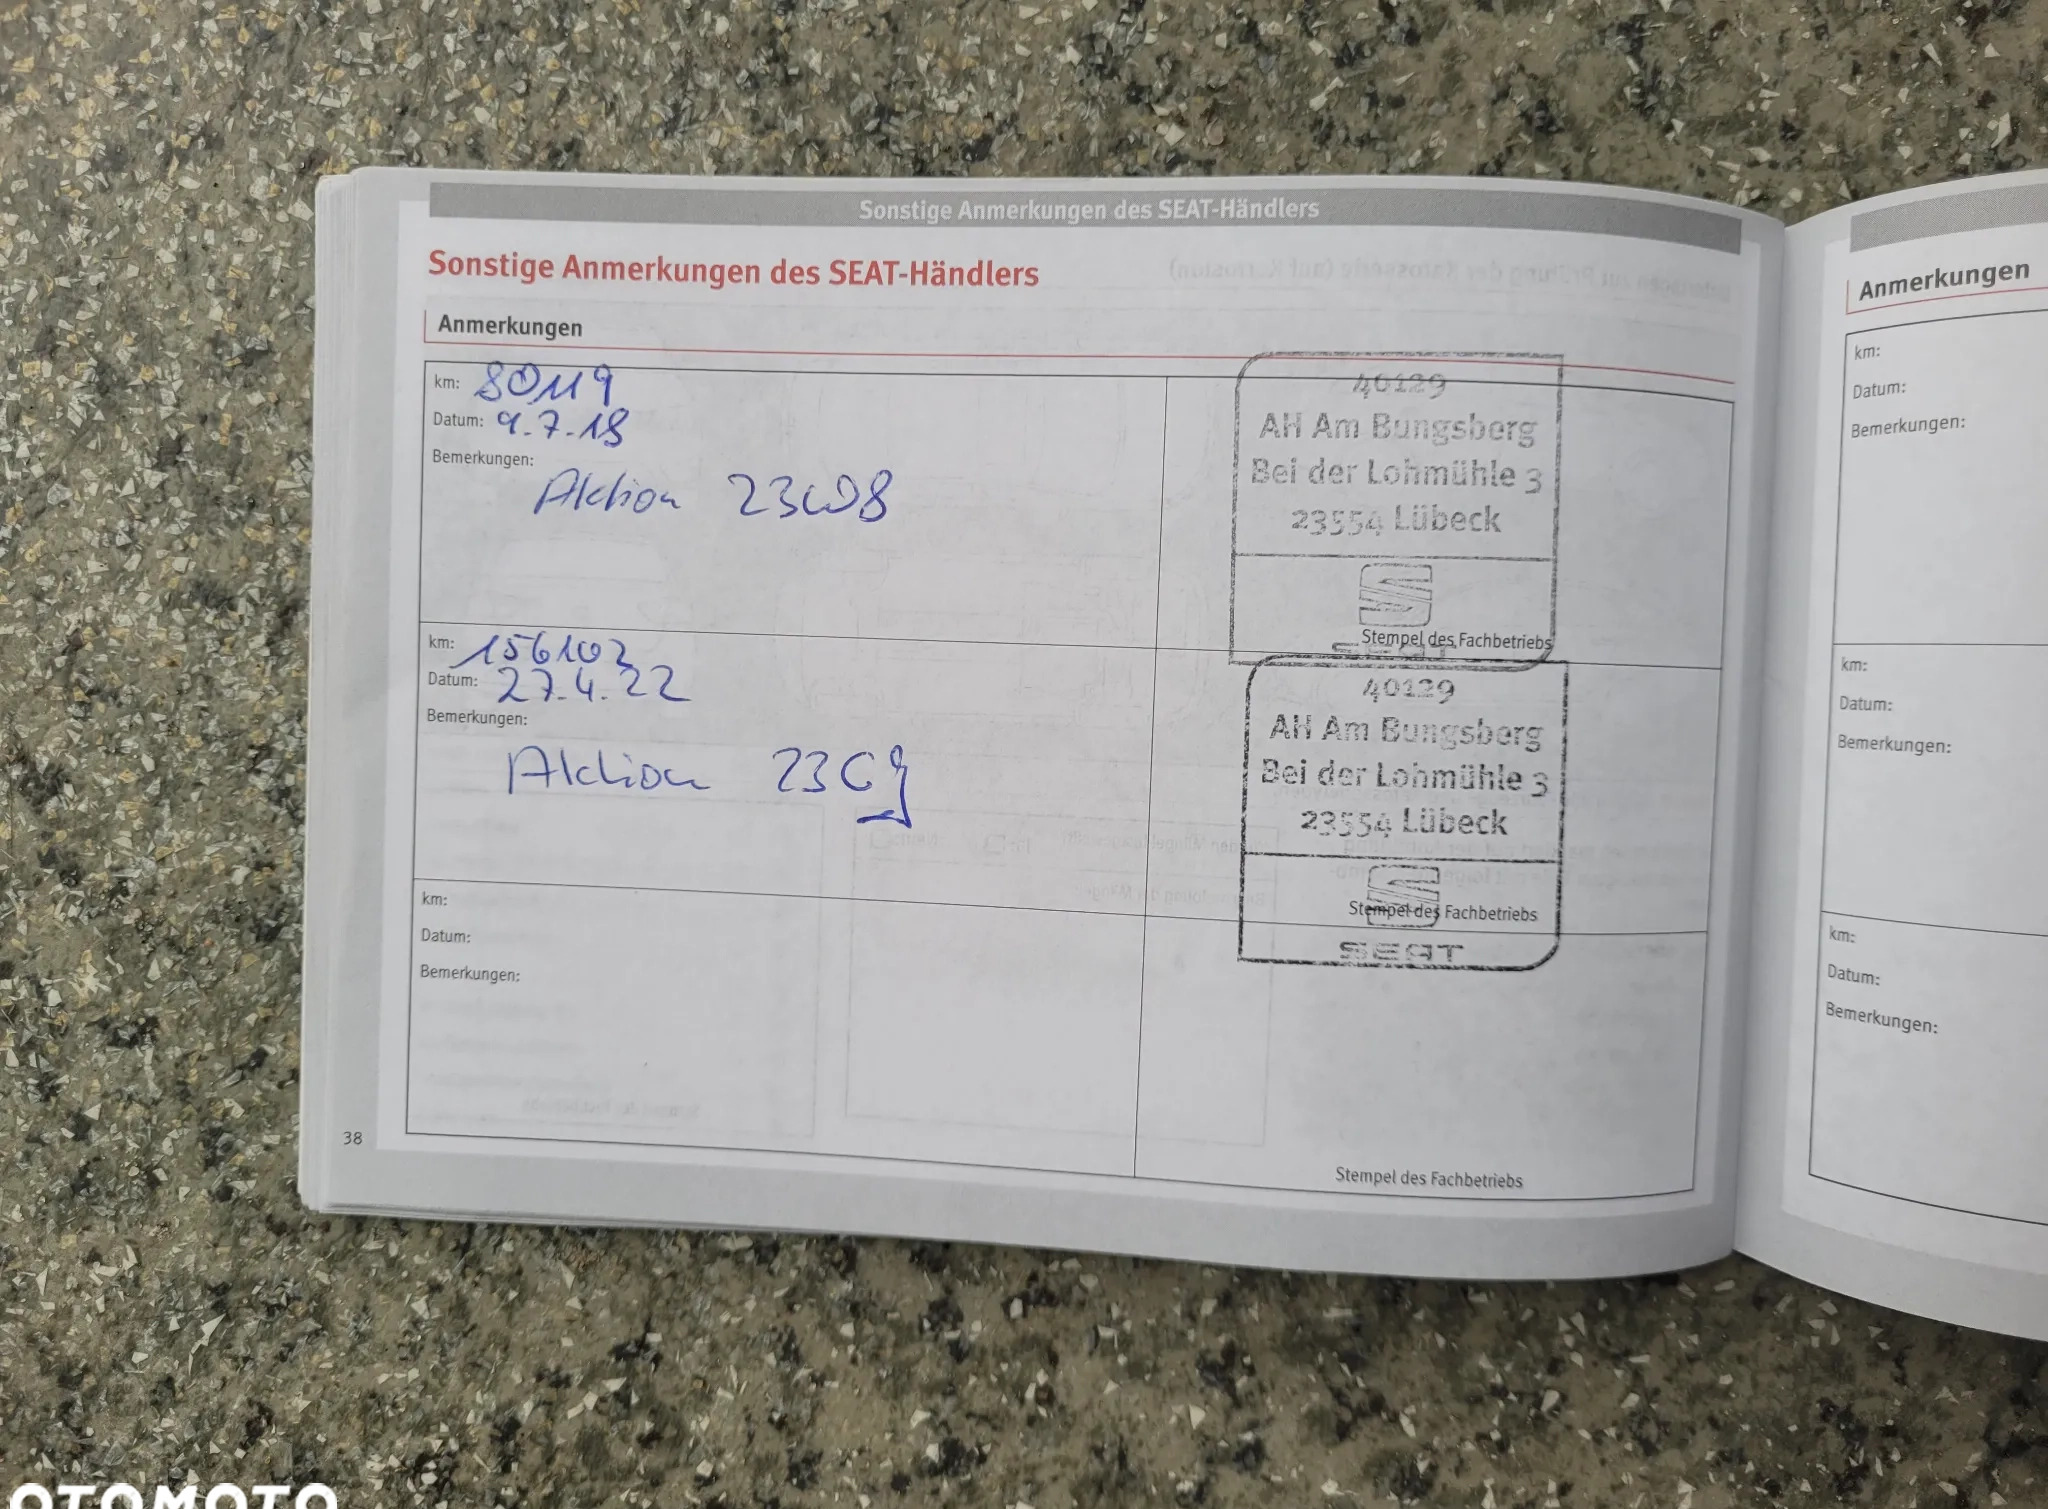 Sonstige Anmerkungen des SEAT-Händlers
Sonstige Anmerkungen des SEAT-Händlers
Anmerkungen
km: 80119
Datum: 9.7.18
Bemerkungen:
Aktion 23W8
40129
AH Am Bungsberg
Bei der Lohmühle 3
23554 Lübeck
Stempel des Fachbetriebs
SEAT
km: 156102
Datum: 27.4.22
Bemerkungen:
Aktion
40129
AH Am Bungsberg
Bei der Lohmühle 3
23554 Lübeck
Stempel des Fachbetriebs
SEAT
km:
Datum:
Bemerkungen:
Stempel des Fachbetriebs
38
Anmerkungen
km:
Datum:
Bemerkungen:
km:
Datum:
Bemerkungen:
km:
Datum:
Bemerkungen:
OTOMOTO